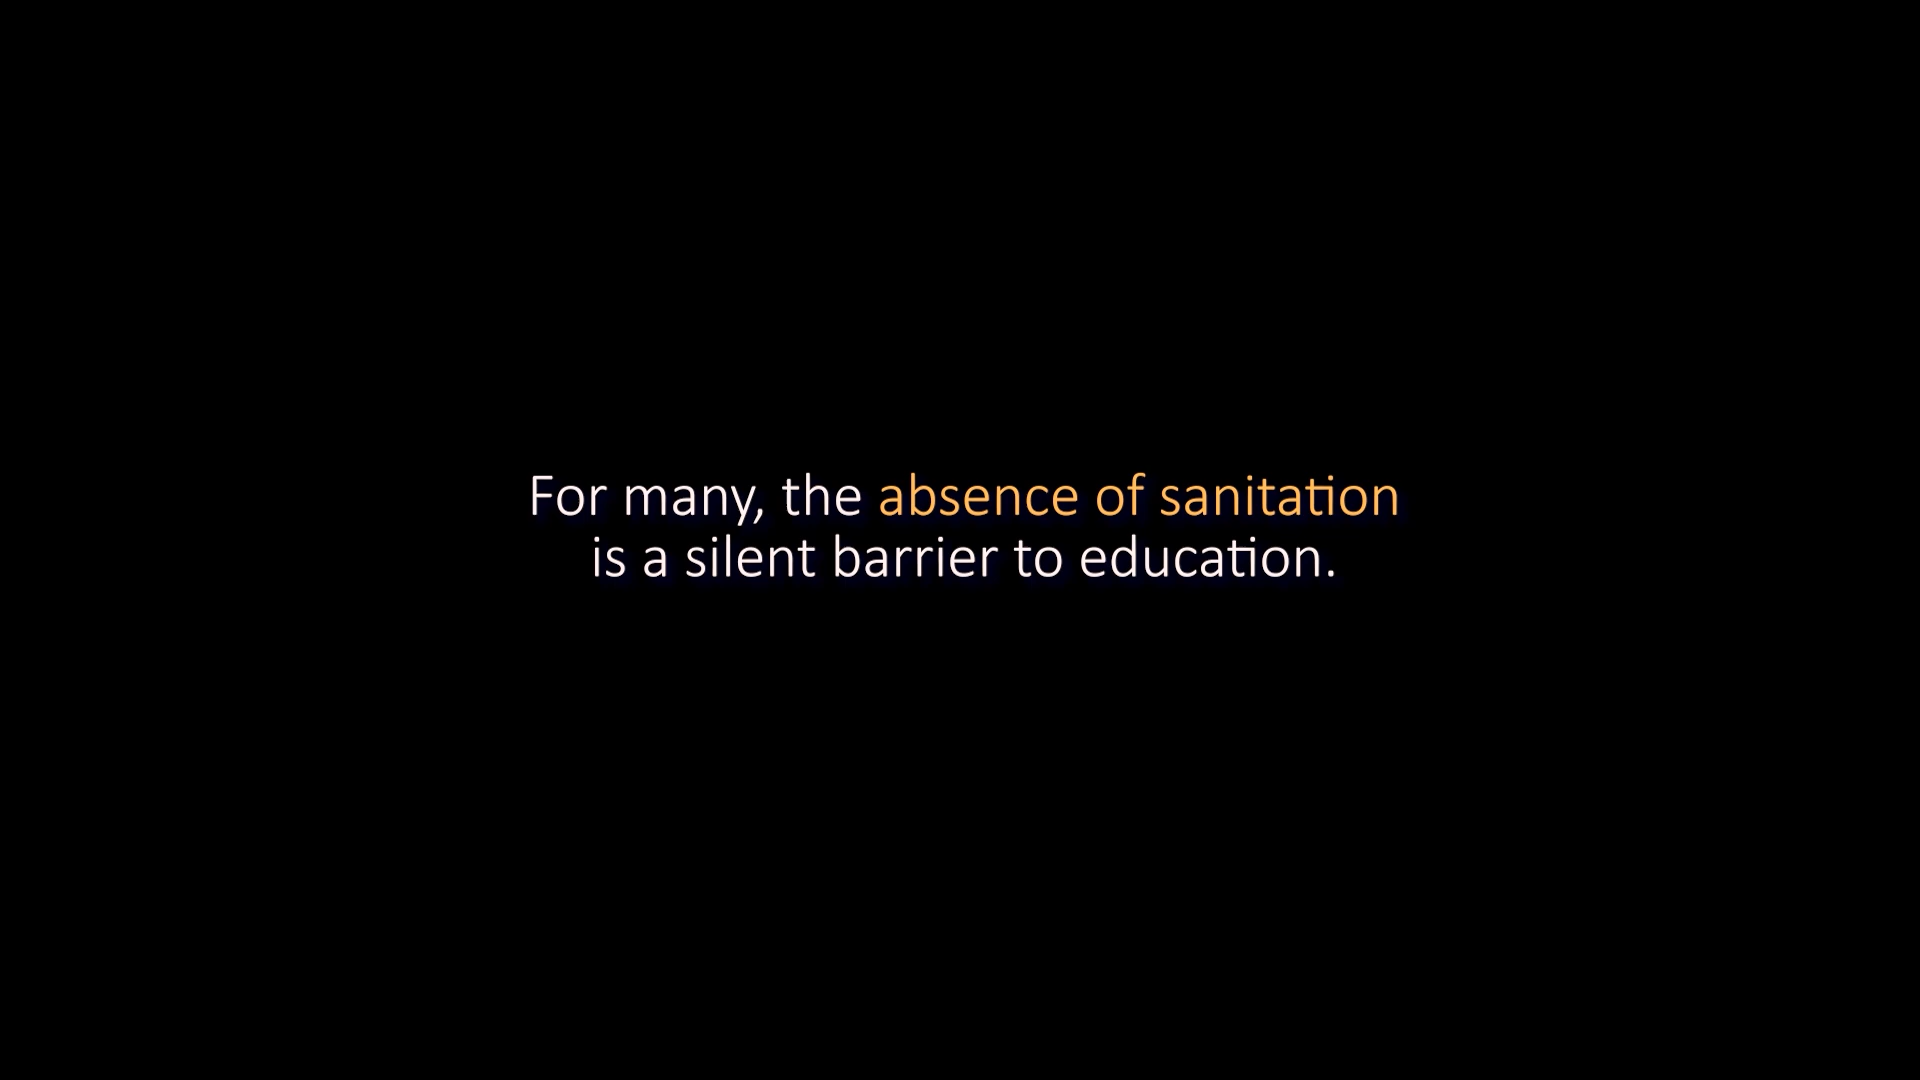 For many, the absence of sanitation
is a silent barrier to education.